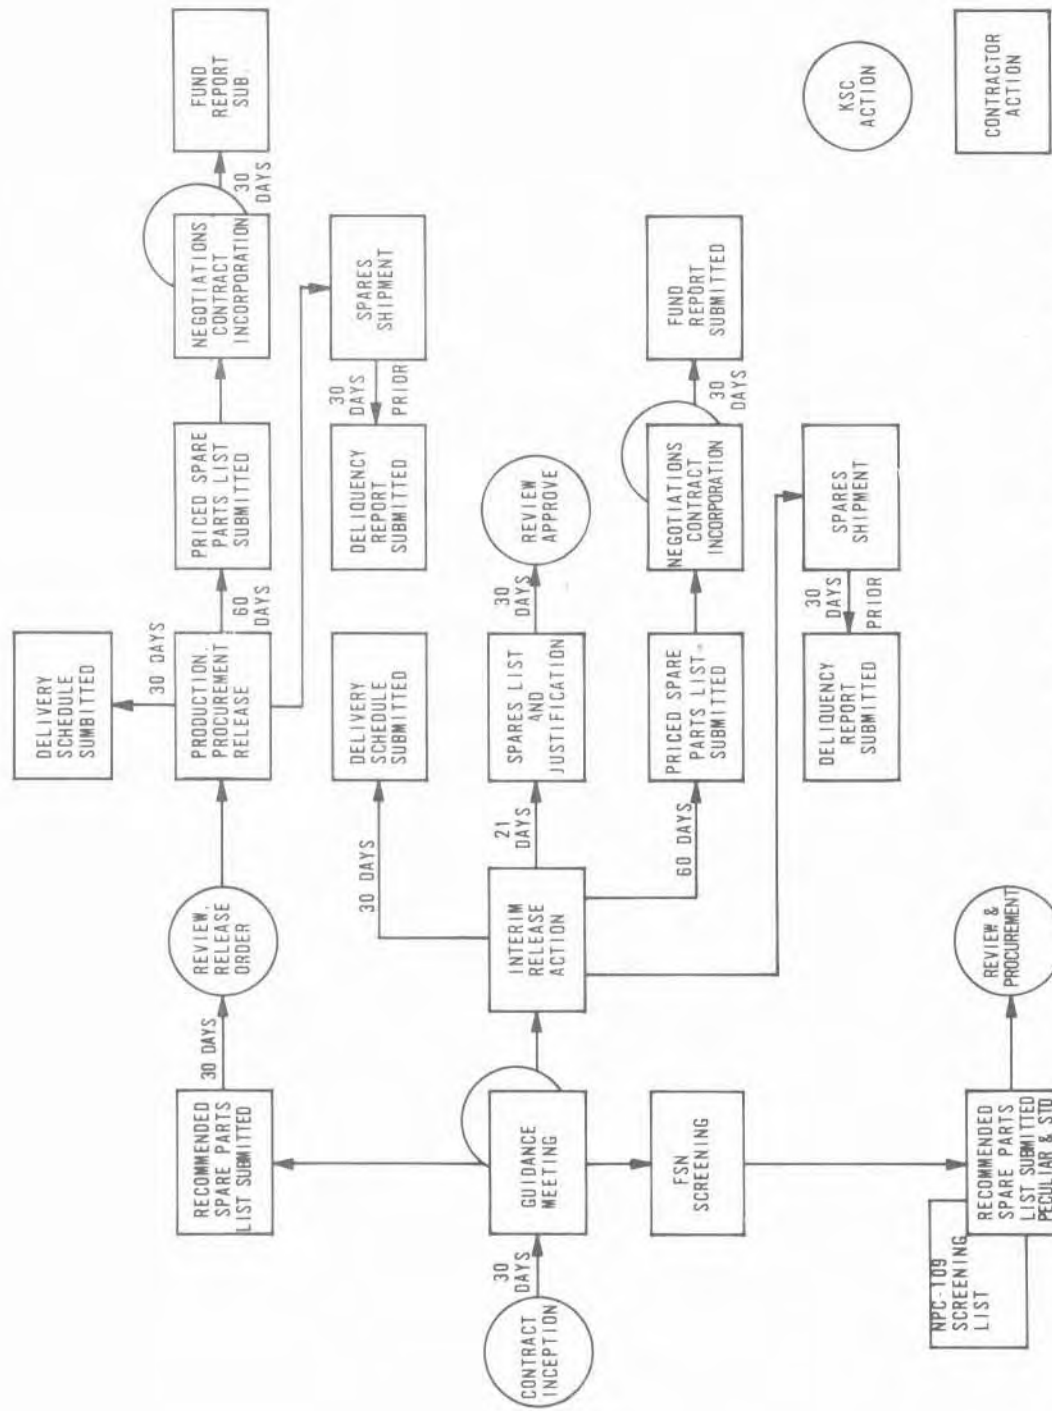 DELIVERY
SCHEDULE
SUMBITTED
30 DAYS
RECOMMENDED
SPARE PARTS
LIST SUBMITTED
30 DAYS
REVIEW,
RELEASE
ORDER
PRODUCTION,
PROCUREMENT
RELEASE
60
DAYS
PRICED SPARE
PARTS LIST
SUBMITTED
NEGOTIATIONS
CONTRACT
INCORPORATION
30
DAYS
FUND
REPORT
SUB.
DELIVERY
SCHEDULE
SUBMITTED
30 DAYS
DELIQUENCY
REPORT
SUBMITTED
30
DAYS
PRIOR
SPARES
SHIPMENT
CONTRACT
INCEPTION
30
DAYS
GUIDANCE
MEETING
INTERIM
RELEASE
ACTION
21
DAYS
SPARES LIST
AND
JUSTIFICATION
30
DAYS
REVIEW
APPROVE
FSN
SCREENING
60 DAYS
PRICED SPARE
PARTS LIST
SUBMITTED
NEGOTIATIONS
CONTRACT
INCORPORATION
30
DAYS
FUND
REPORT
SUBMITTED
DELIQUENCY
REPORT
SUBMITTED
30
DAYS
PRIOR
SPARES
SHIPMENT
NPC-109
SCREENING
LIST
RECOMMENDED
SPARE PARTS
LIST SUBMITTED
PECULIAR & STD
REVIEW &
PROCUREMENT
KSC
ACTION
CONTRACTOR
ACTION